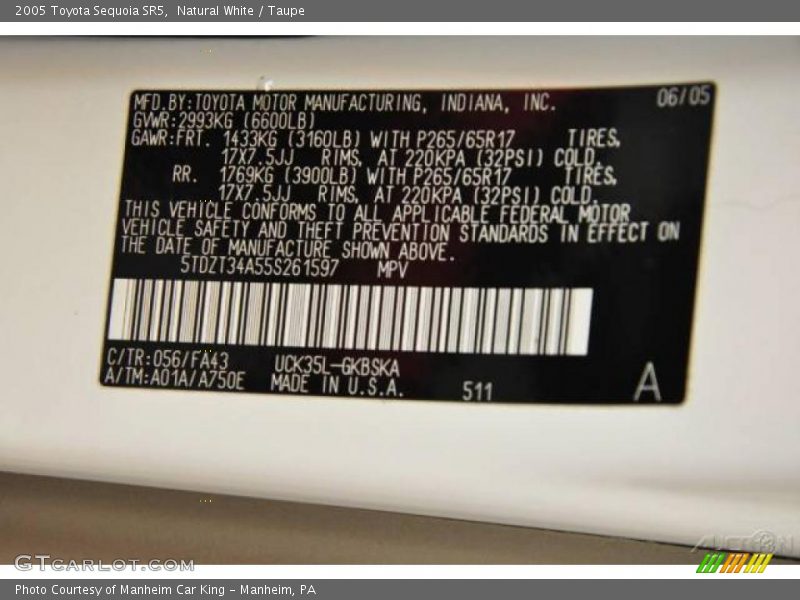 2005 Toyota Sequoia SR5, Natural White / Taupe
MFD.BY:TOYOTA MOTOR MANUFACTURING, INDIANA, INC. 06/05
GVWR:2993KG (6600LB)
GAWR:FRT. 1433KG (3160LB) WITH P265/65R17 TIRES,
17X7.5JJ RIMS, AT 220KPA (32PSI) COLD.
RR. 1769KG (3900LB) WITH P265/65R17 TIRES,
17X7.5JJ RIMS, AT 220KPA (32PSI) COLD.
THIS VEHICLE CONFORMS TO ALL APPLICABLE FEDERAL MOTOR
VEHICLE SAFETY AND THEFT PREVENTION STANDARDS IN EFFECT ON
THE DATE OF MANUFACTURE SHOWN ABOVE.
5TDZT34A55S261597 MPV
C/TR:056/FA43 UCK35L-GKBSKA
A/TM:A01A/A750E MADE IN U.S.A. 511 A
GTCARLOT.COM
Photo Courtesy of Manheim Car King - Manheim, PA